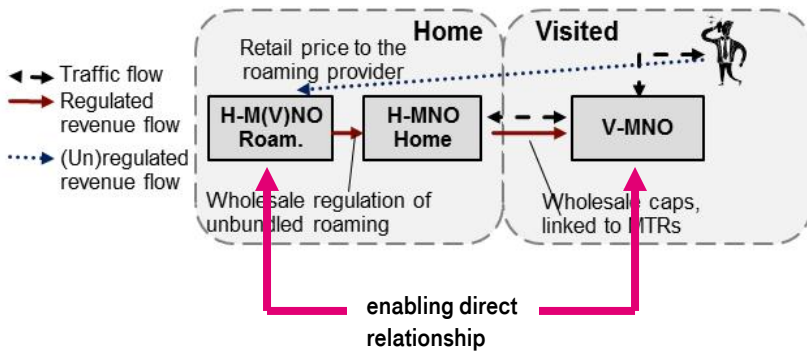 Home
Visited
Retail price to the
roaming provider
Traffic flow
Regulated
revenue flow
(Un)regulated
revenue flow
H-M(V)NO
Roam.
H-MNO
Home
V-MNO
Wholesale regulation of
unbundled roaming
Wholesale caps,
linked to MTRs
enabling direct
relationship